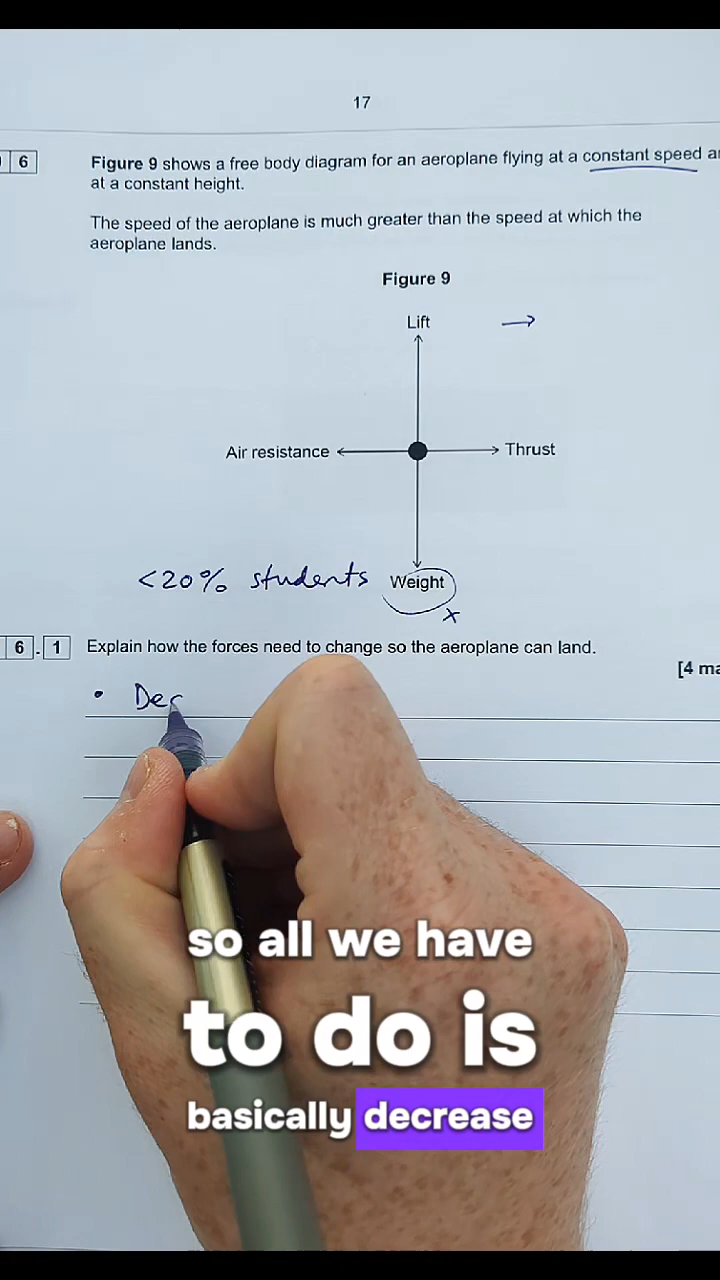 17
6
Figure 9 shows a free body diagram for an aeroplane flying at a constant speed
at a constant height.
The speed of the aeroplane is much greater than the speed at which the
aeroplane lands.
Figure 9
Lift
Air resistance
Thrust
<20% students
Weight
x
6.1 Explain how the forces need to change so the aeroplane can land.
[4
• Dec
so all we have
to do is
basically decrease